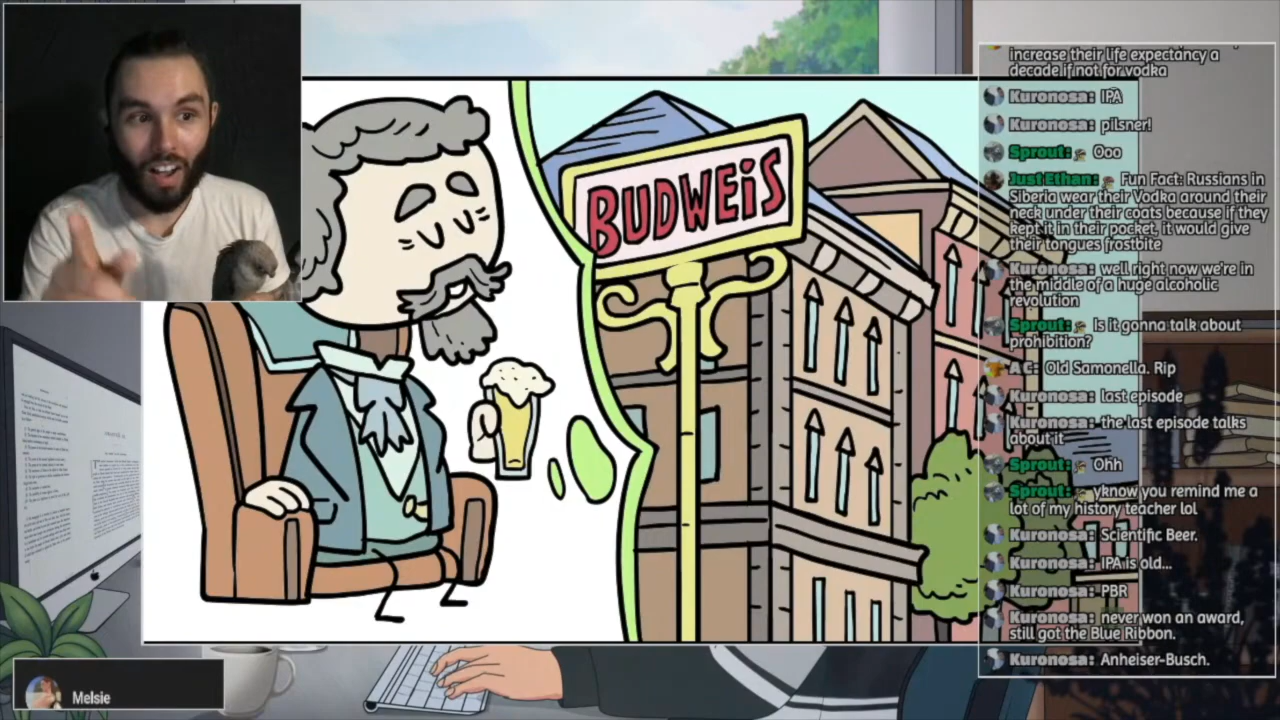 BUDWEiS
increase their life expectancy a
decade if not for vodka
Kuronosa: IPA
Kuronosa: pilsner!
Sprout: Ooo
JustEthan: Fun Fact: Russians in
Siberia wear their Vodka around their
neck under their coats because if they
kept it in their pocket, it would give
their tongues frostbite
Kuronosa: well right now we're in
the middle of a huge alcoholic
revolution
Sprout: Is it gonna talk about
prohibition?
AC: Old Samonella. Rip
Kuronosa: last episode
Kuronosa: the last episode talks
about it
Sprout: Ohh
Sprout: yknow you remind me a
lot of my history teacher lol
Kuronosa: Scientific Beer.
Kuronosa: IPA is old...
Kuronosa: PBR
Kuronosa: never won an award,
still got the Blue Ribbon.
Kuronosa: Anheiser-Busch.
Melsie